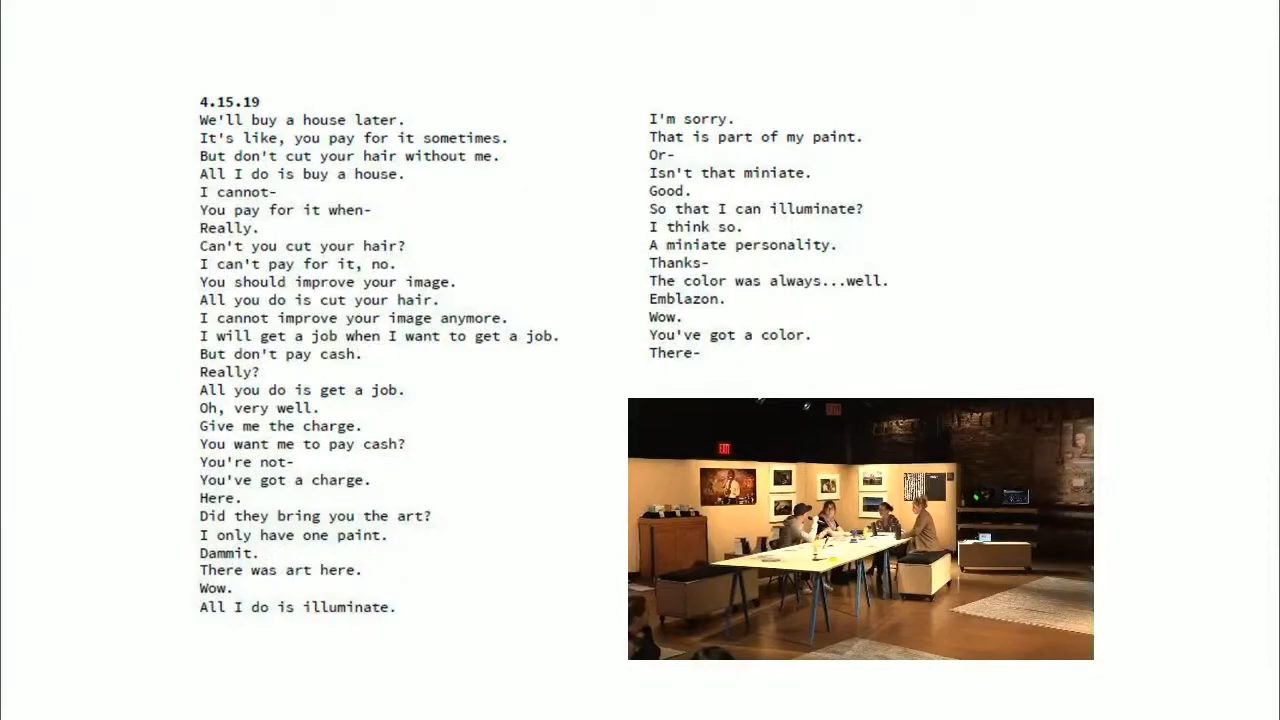 4.15.19
We'll buy a house later.
It's like, you pay for it sometimes.
But don't cut your hair without me.
All I do is buy a house.
I cannot-
You pay for it when-
Really.
Can't you cut your hair?
I can't pay for it, no.
You should improve your image.
All you do is cut your hair.
I cannot improve your image anymore.
I will get a job when I want to get a job.
But don't pay cash.
Really?
All you do is get a job.
Oh, very well.
Give me the charge.
You want me to pay cash?
You're not-
You've got a charge.
Here.
Did they bring you the art?
I only have one paint.
Dammit.
There was art here.
Wow.
All I do is illuminate.
I'm sorry.
That is part of my paint.
Or-
Isn't that miniate.
Good.
So that I can illuminate?
I think so.
A miniate personality.
Thanks-
The color was always...well.
Emblazon.
Wow.
You've got a color.
There-
EXIT